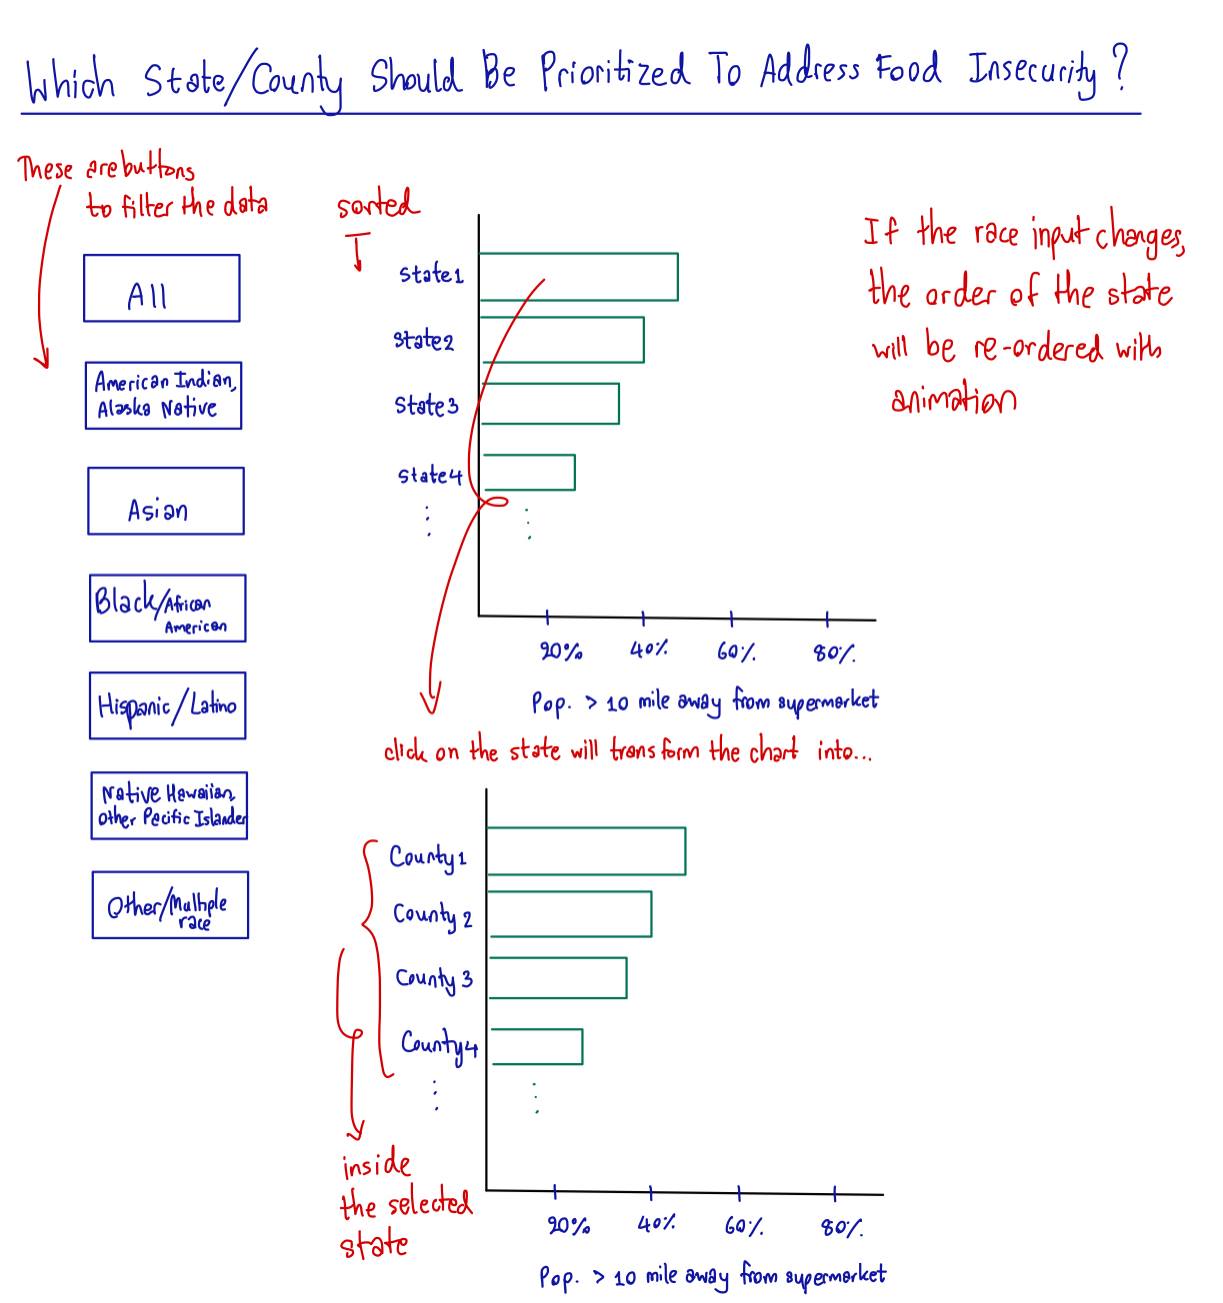 Which State/County Should Be Prioritized To Address Food Insecurity?
These are buttons
to filter the data
All
American Indian,
Alaska Native
Asian
Black/African
American
Hispanic/Latino
Native Hawaiian
Other Pacific Islander
Other/Multiple
race
sorted
State1
State2
State3
State4
20% 40% 60% 80%
Pop. > 10 mile away from supermarket
If the race input changes,
the order of the state
will be re-ordered with
animation
click on the state will transform the chart into...
County1
County 2
County 3
County4
20% 40% 60% 80%
Pop. > 10 mile away from supermarket
inside
the selected
state